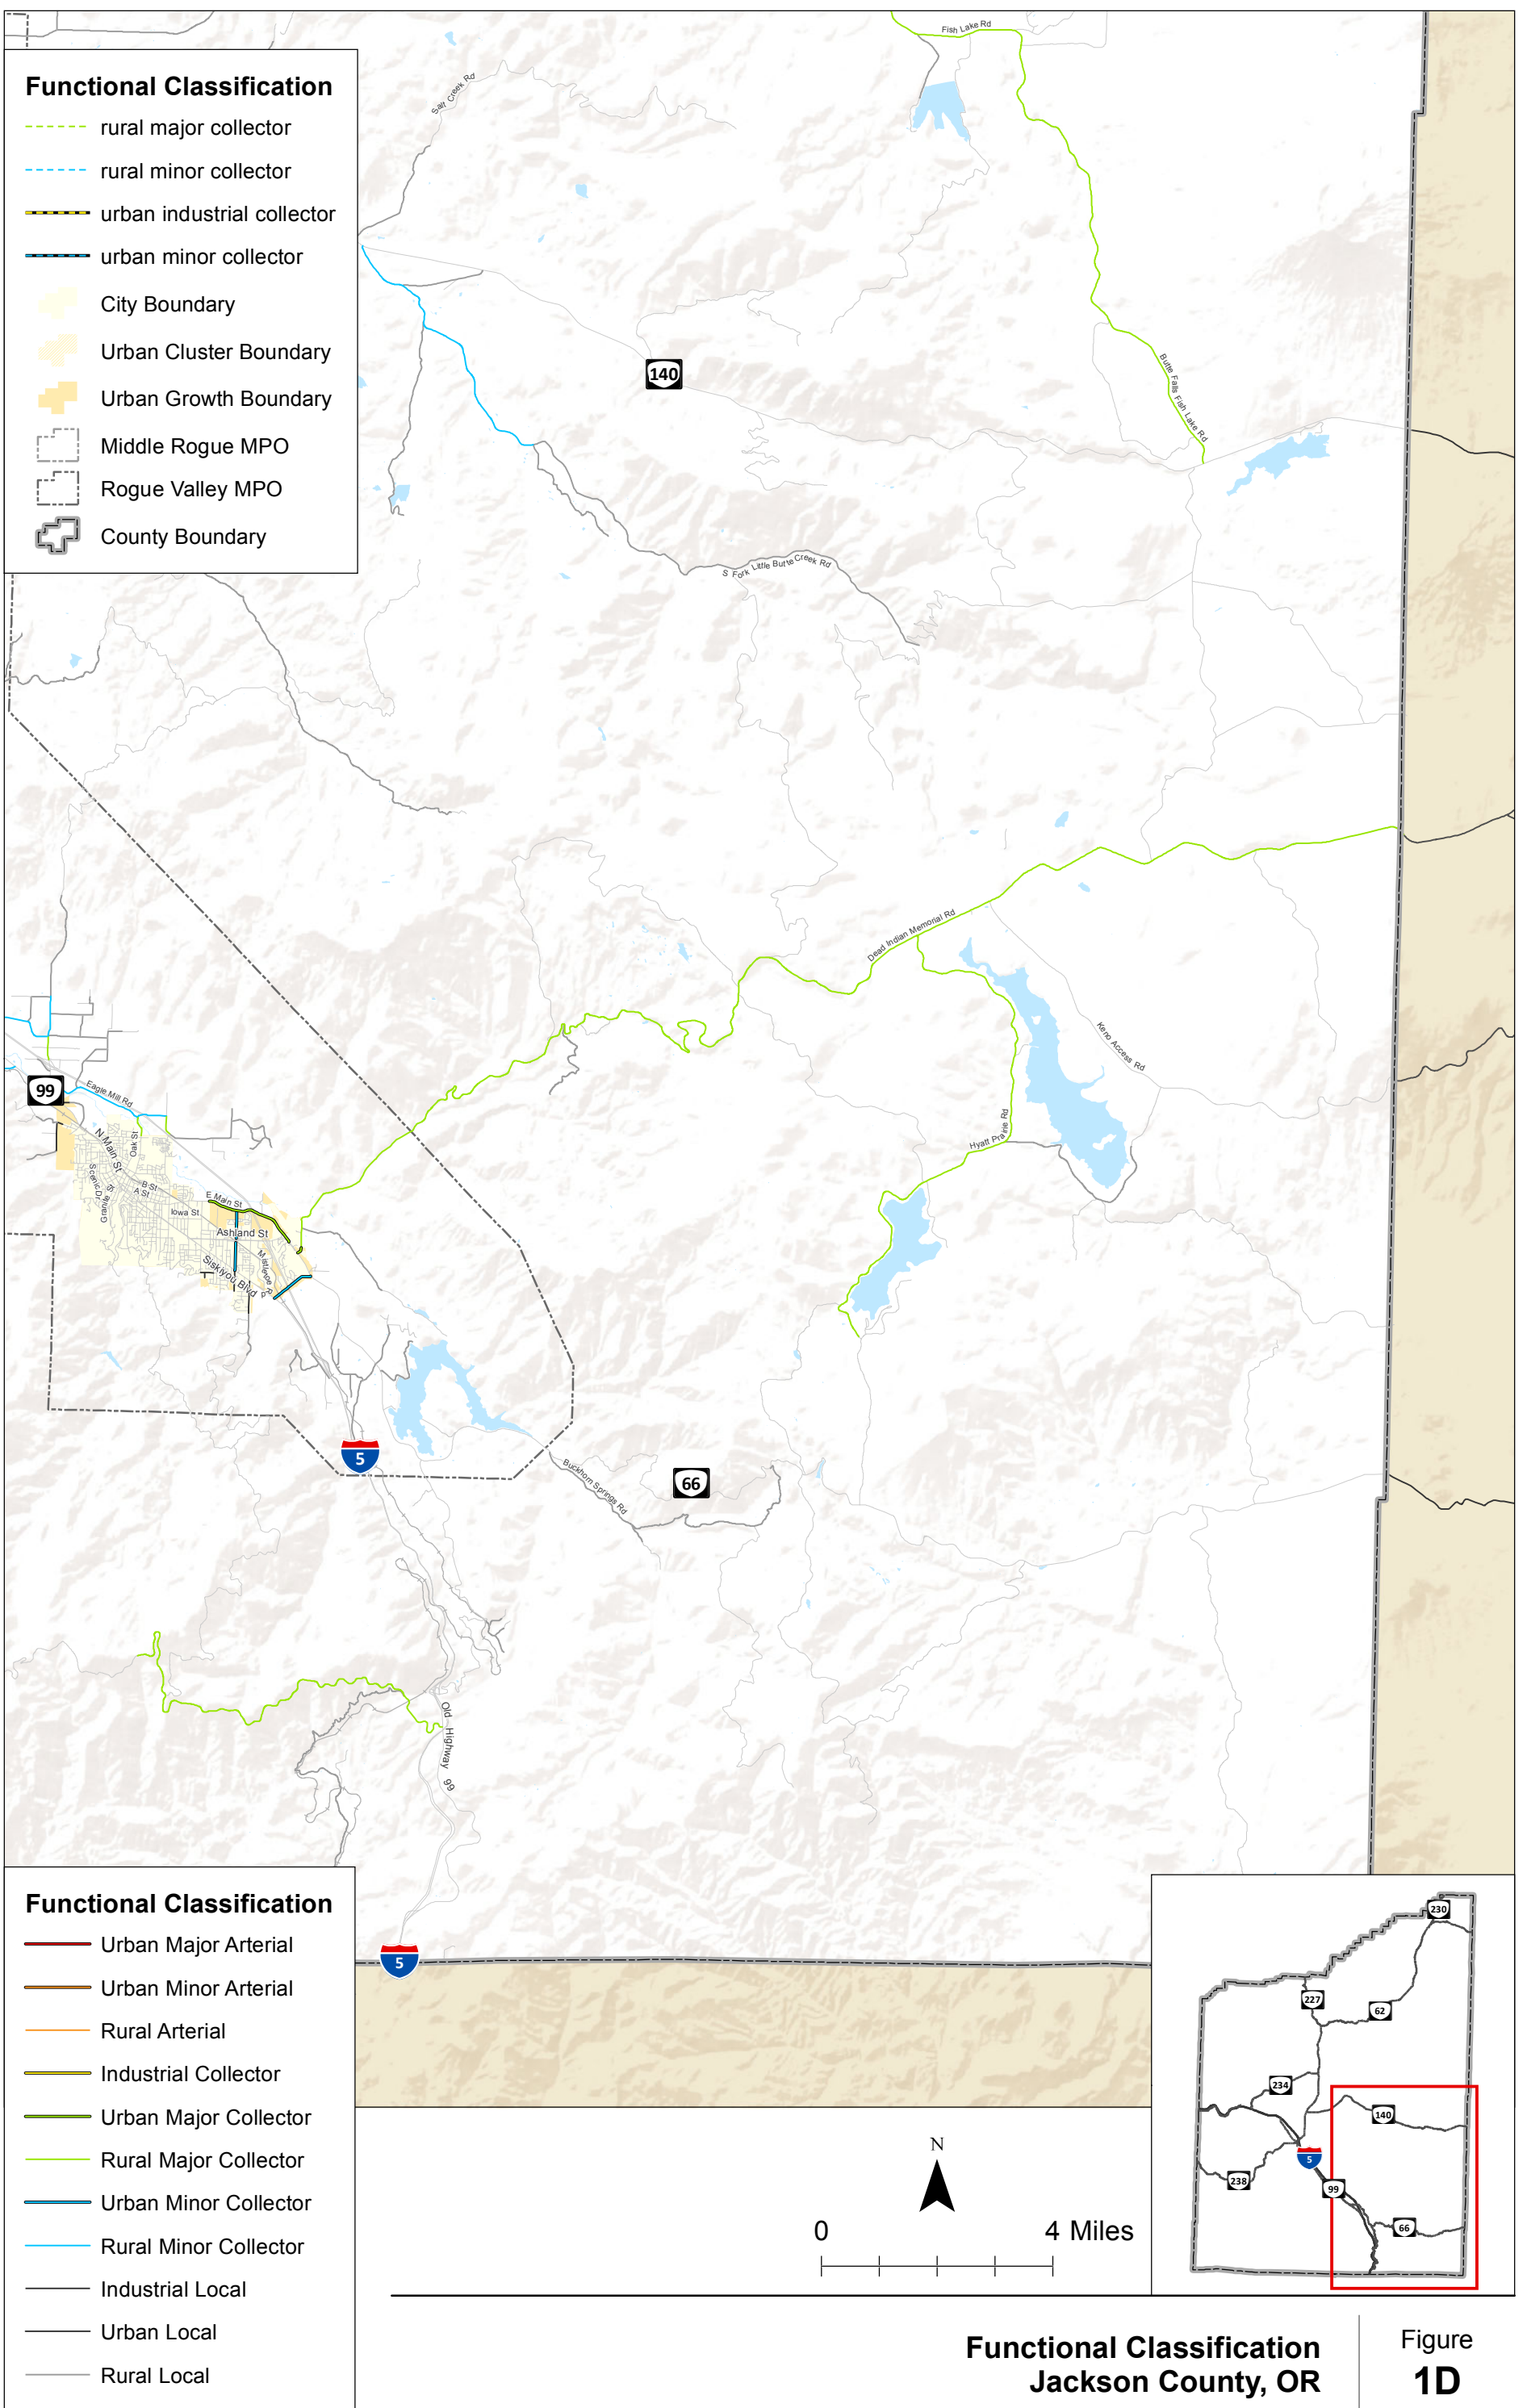 Functional Classification
rural major collector
rural minor collector
urban industrial collector
urban minor collector
City Boundary
Urban Cluster Boundary
Urban Growth Boundary
Middle Rogue MPO
Rogue Valley MPO
County Boundary
Fish Lake Rd
Salt Creek Rd
140
Butte Falls Fish Lake Rd
S Fork Little Butte Creek Rd
Dead Indian Memorial Rd
Keno Access Rd
Hyatt Prairie Rd
99
Eagle Mill Rd
N Main St
Oak St
Scenic Dr
Granite St
B St
A St
E Main St
Iowa St
Ashland St
Siskiyou Blvd
5
Buckhorn Springs Rd
66
Old Highway 99
5
Functional Classification
Urban Major Arterial
Urban Minor Arterial
Rural Arterial
Industrial Collector
Urban Major Collector
Rural Major Collector
Urban Minor Collector
Rural Minor Collector
Industrial Local
Urban Local
Rural Local
N
0 4 Miles
230
227
62
234
140
5
238
99
66
Functional Classification
Jackson County, OR
Figure
1D